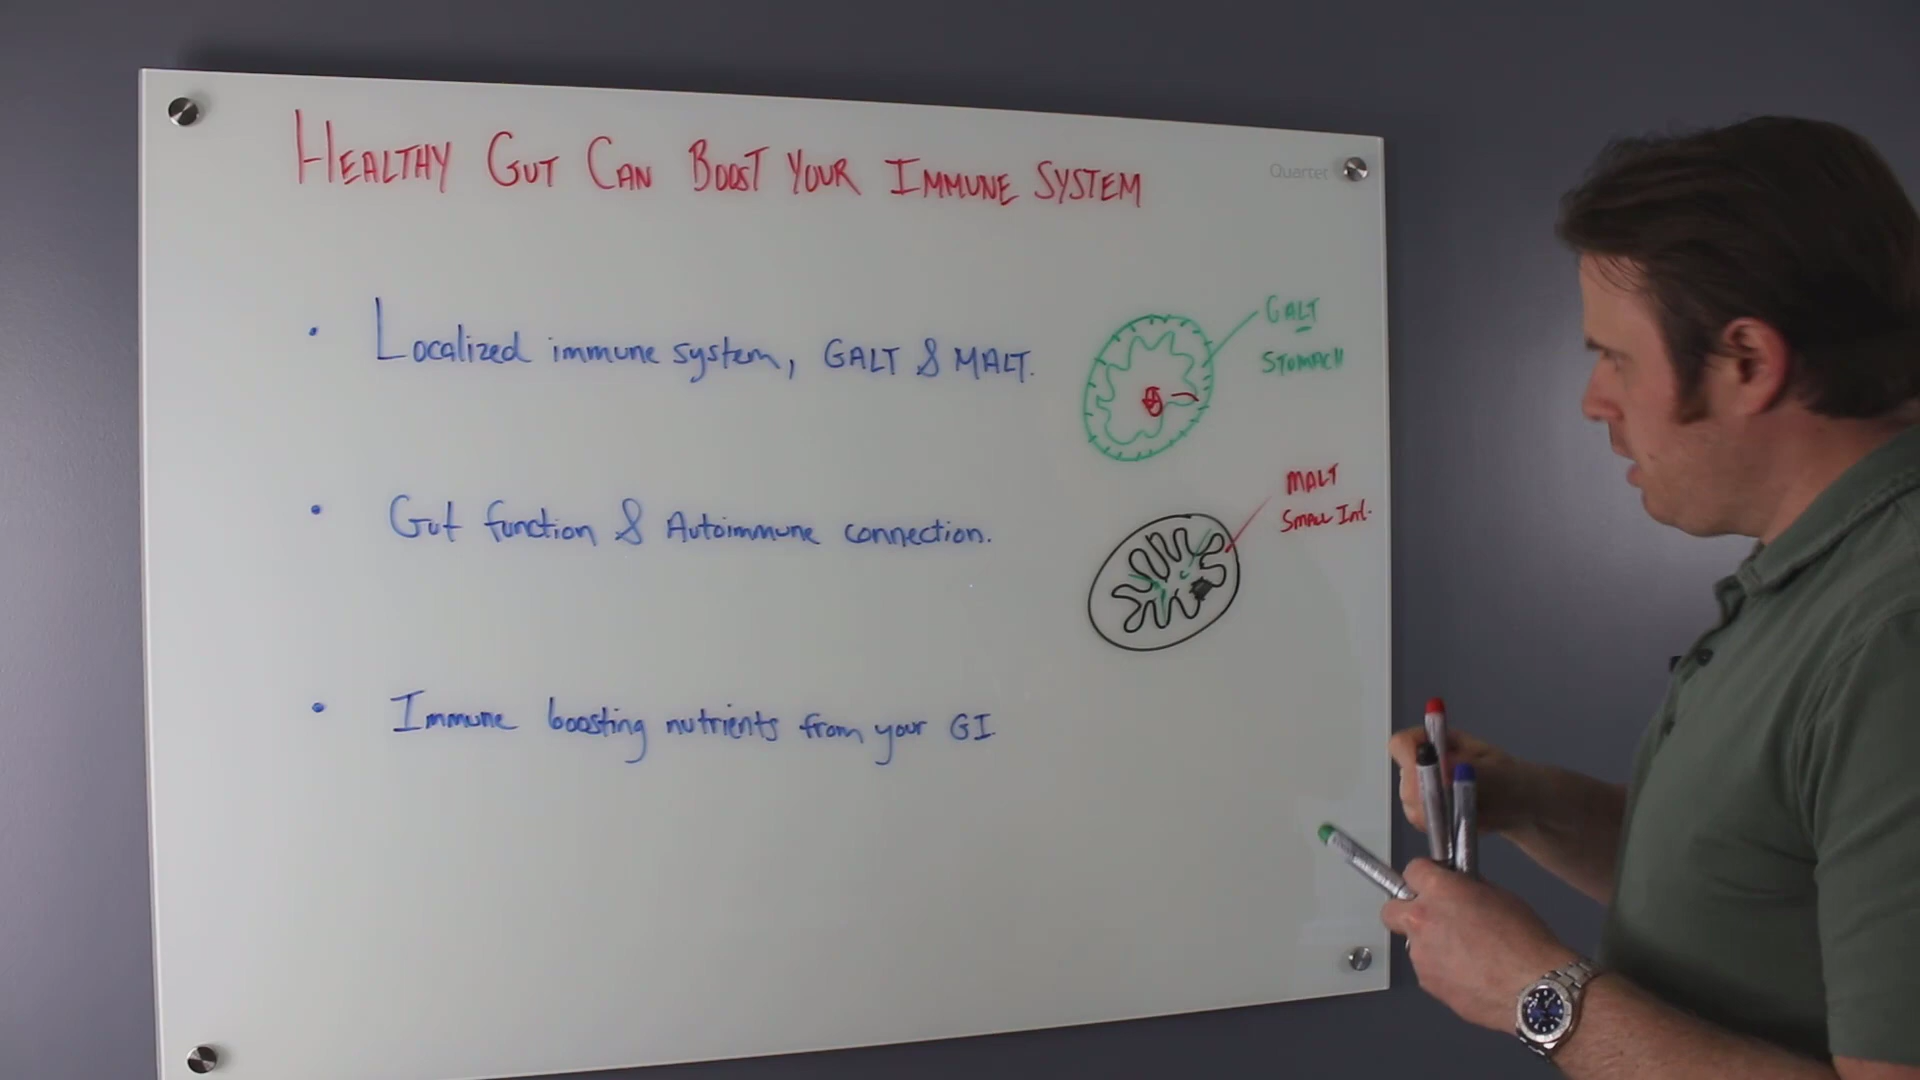 HEALTHY GUT CAN BOOST YOUR IMMUNE SYSTEM
Quartet
• Localized immune system, GALT & MALT.
GALT
STOMACH
• Gut function & Autoimmune connection.
MALT
SMALL Int.
• Immune boosting nutrients from your GI